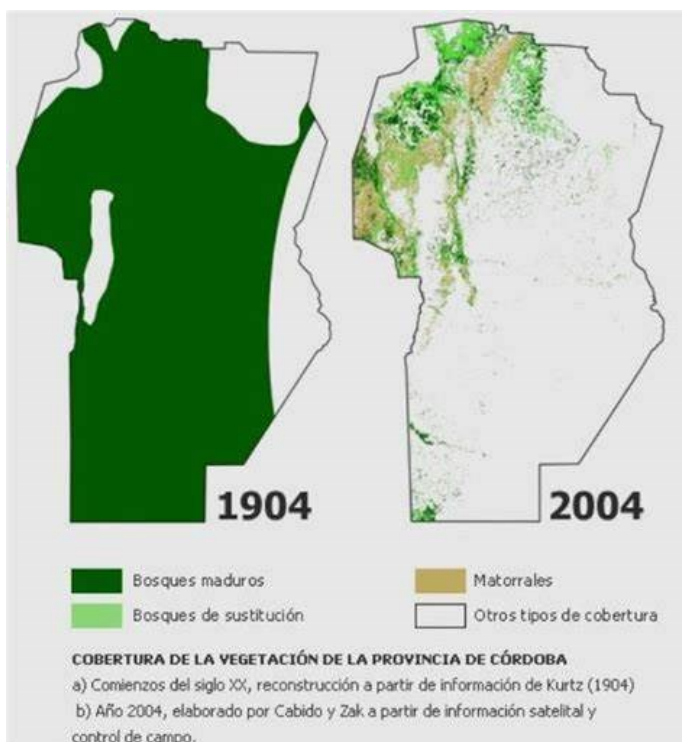 1904
2004
Bosques maduros
Matorrales
Bosques de sustitución
Otros tipos de cobertura
COBERTURA DE LA VEGETACIÓN DE LA PROVINCIA DE CÓRDOBA
a) Comienzos del siglo XX, reconstrucción a partir de información de Kurtz (1904)
b) Año 2004, elaborado por Cabido y Zak a partir de información satelital y
control de campo.